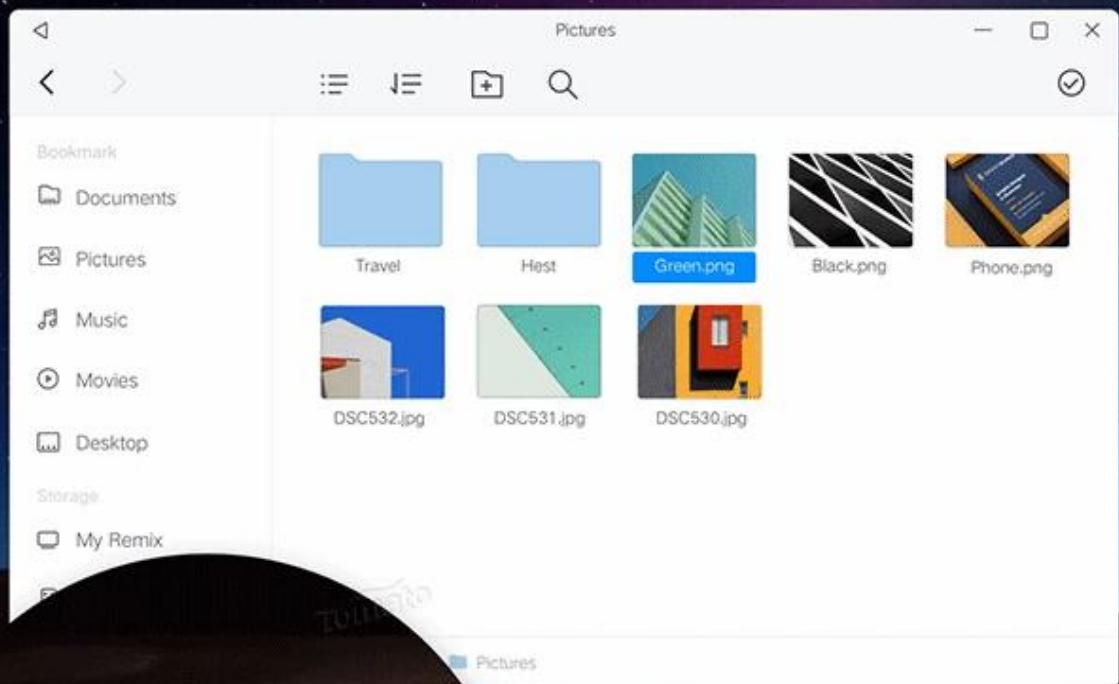 Pictures
Bookmark
Documents
Pictures
Music
Movies
Desktop
Storage
My Remix
Travel
Hest
Green.png
Black.png
Phone.png
DSC532.jpg
DSC531.jpg
DSC530.jpg
Pictures